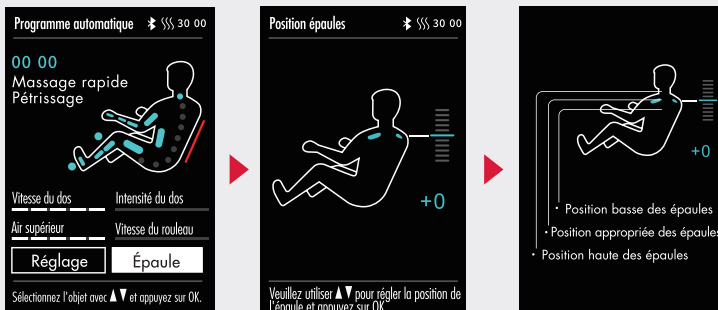 Programme automatique 30 00
00 00
Massage rapide
Pétrissage
Vitesse du dos Intensité du dos
Air supérieur Vitesse du rouleau
Réglage Épaule
Sélectionnez l'objet avec ▲▼ et appuyez sur OK.
Position épaules 30 00
+0
Veuillez utiliser ▲▼ pour régler la position de
l'épaule et appuyez sur OK
+0
· Position basse des épaules
· Position appropriée des épaules
· Position haute des épaules